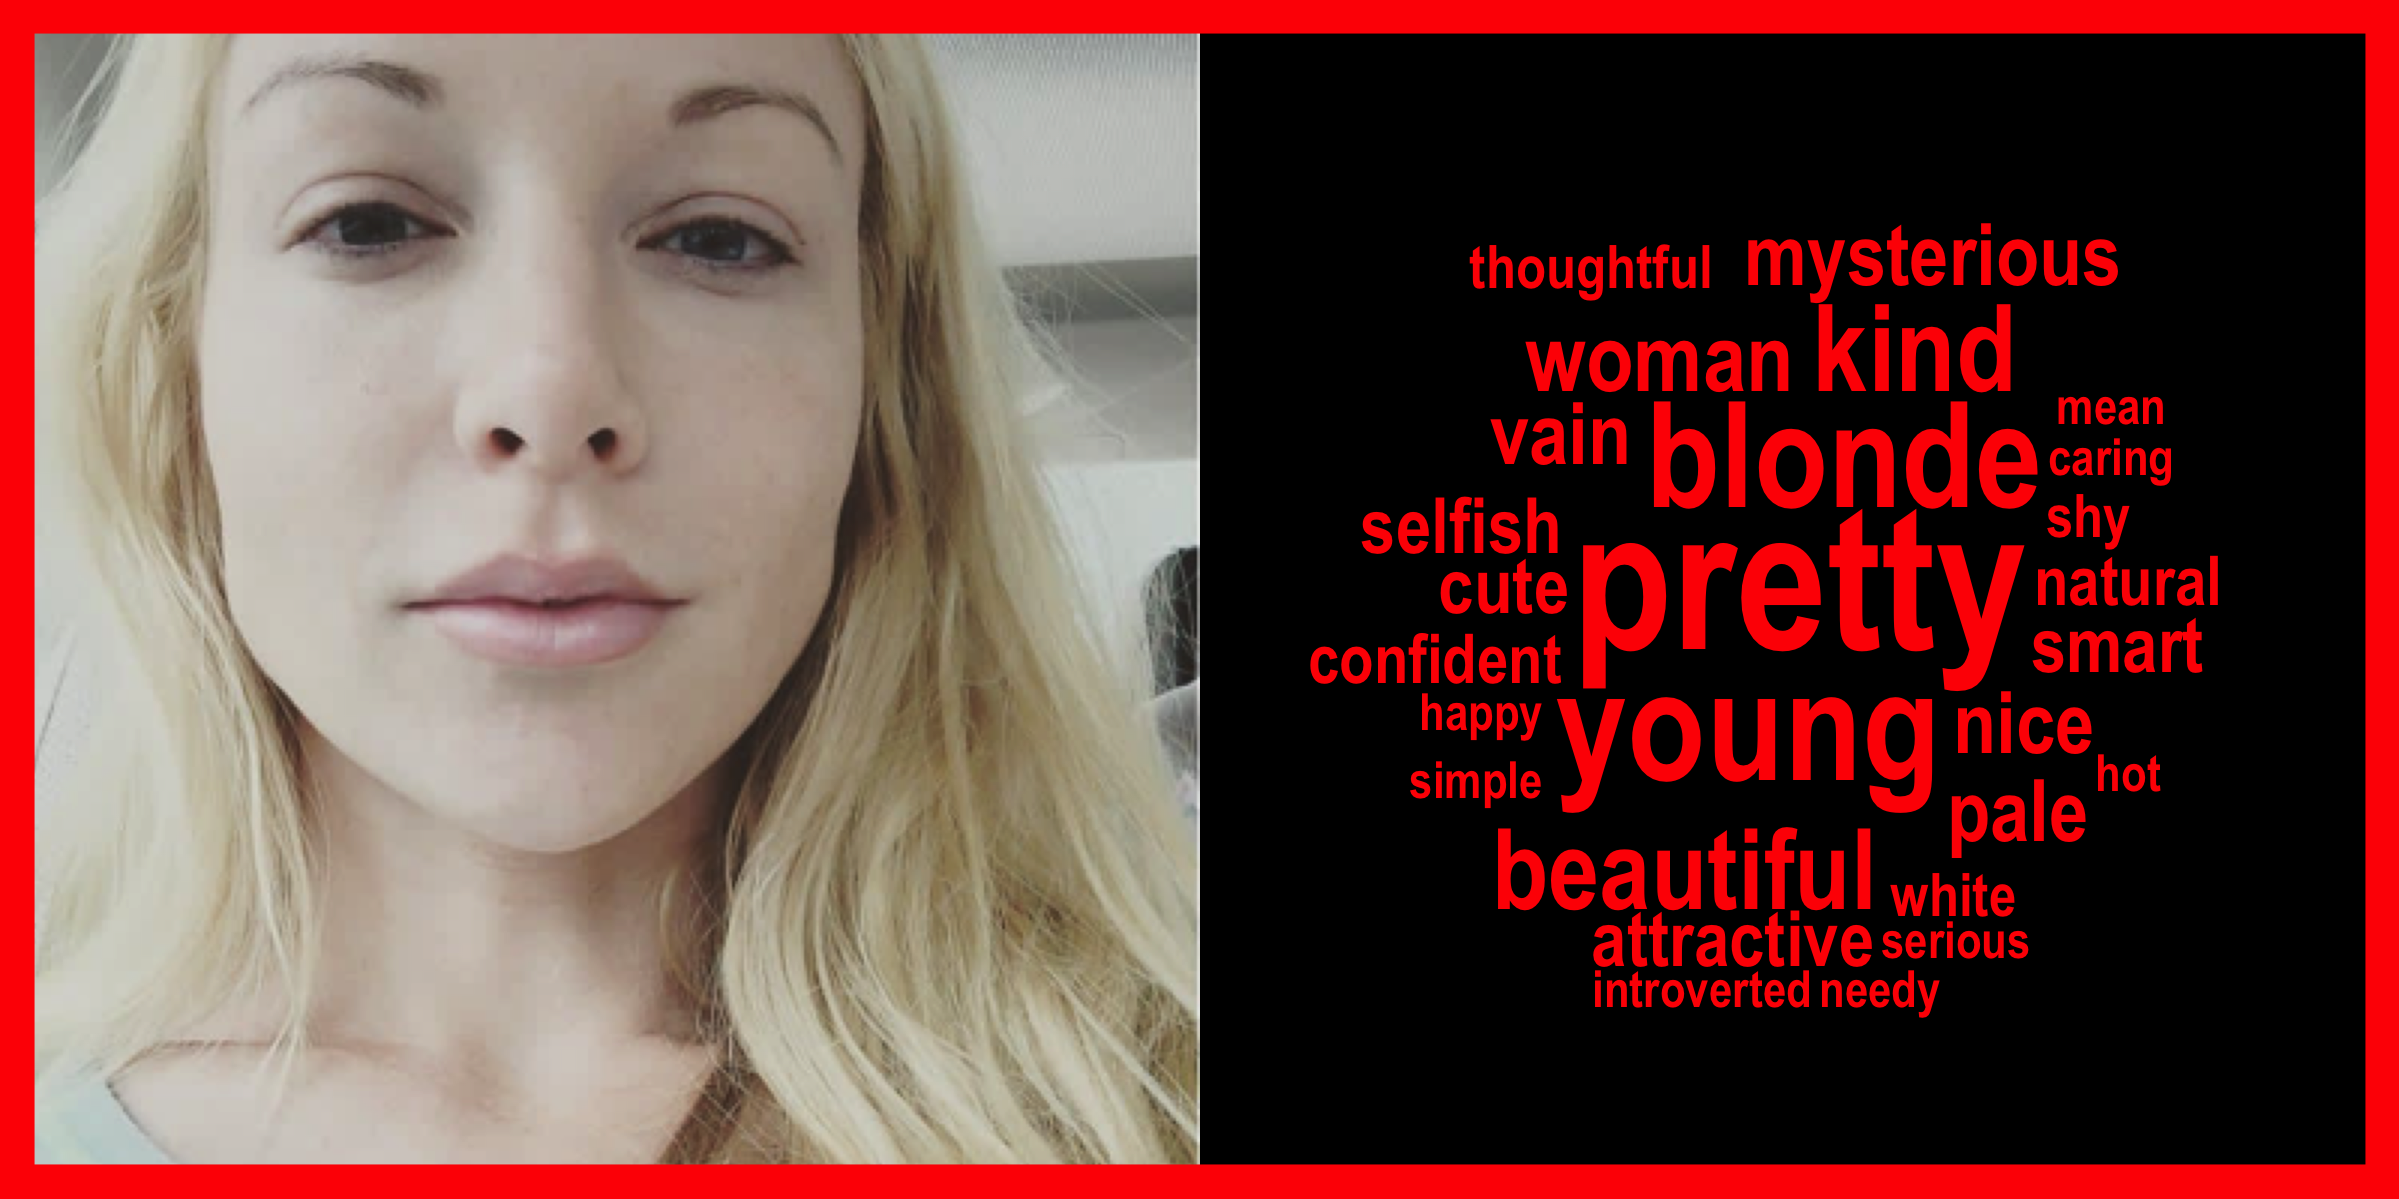 thoughtful mysterious
woman kind
mean
vain blonde caring
selfish shy
cute pretty natural
confident smart
happy young nice
simple hot
pale
beautiful white
attractive serious
introverted needy